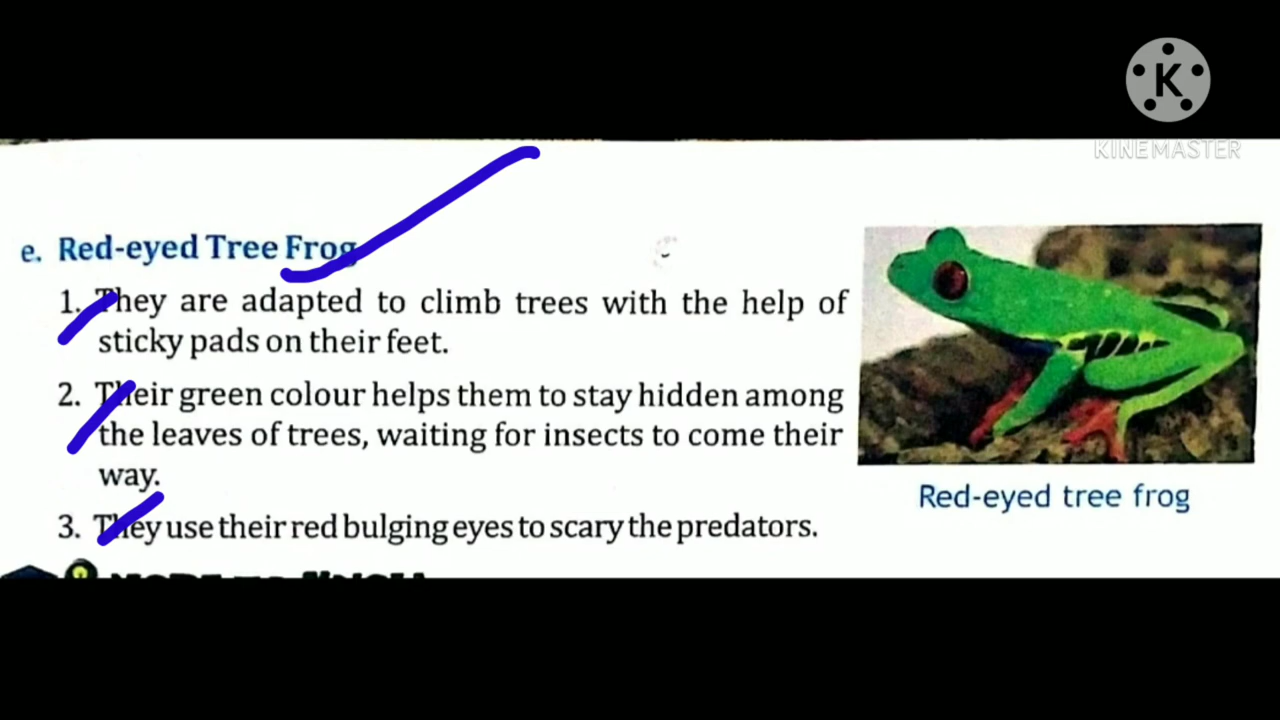 K
KINEMASTER
e. Red-eyed Tree Frog
1. They are adapted to climb trees with the help of
sticky pads on their feet.
2. Their green colour helps them to stay hidden among
the leaves of trees, waiting for insects to come their
way.
3. They use their red bulging eyes to scary the predators.
Red-eyed tree frog